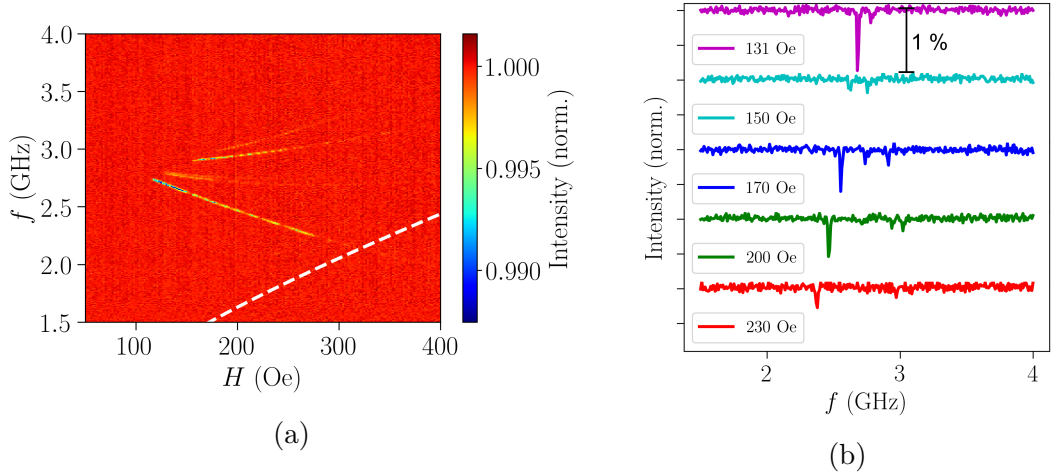 4.0
3.5
3.0
2.5
2.0
1.5
f (GHz)
100
200
300
400
H (Oe)
1.000
0.995
0.990
Intensity (norm.)
(a)
Intensity (norm.)
131 Oe
1 %
150 Oe
170 Oe
200 Oe
230 Oe
2
3
4
f (GHz)
(b)